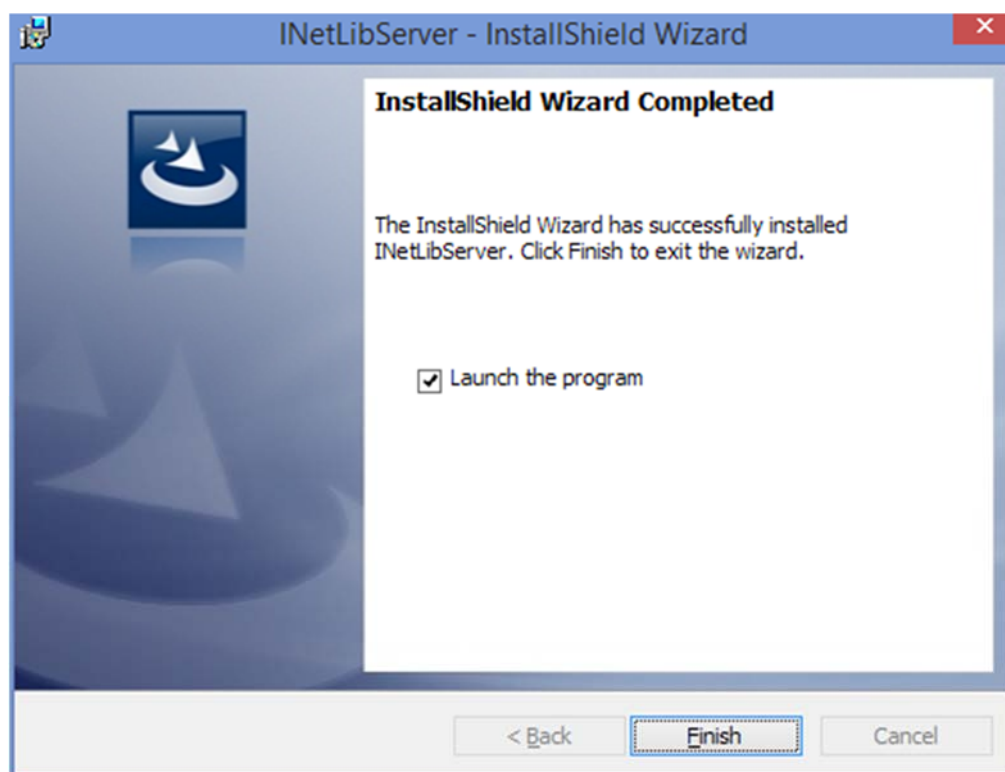 INetLibServer - InstallShield Wizard
InstallShield Wizard Completed
The InstallShield Wizard has successfully installed
INetLibServer. Click Finish to exit the wizard.
Launch the program
< Back
Finish
Cancel